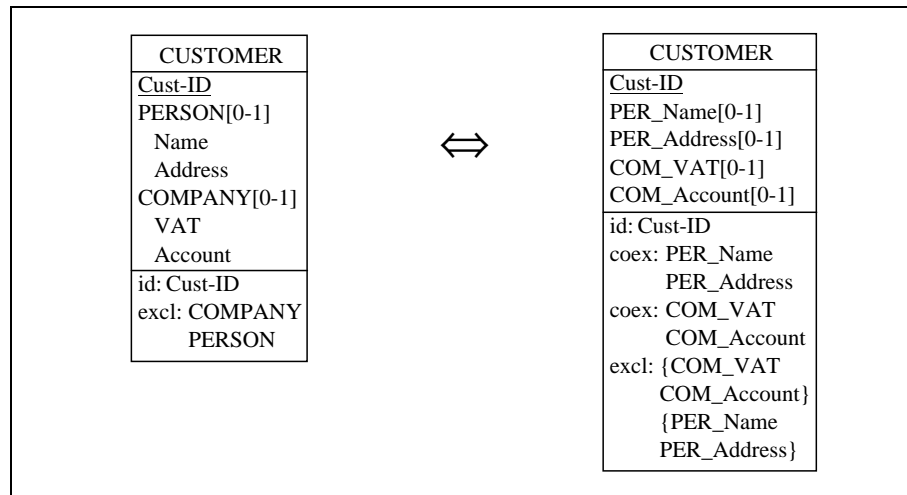 CUSTOMER
Cust-ID
PERSON[0-1]
Name
Address
COMPANY[0-1]
VAT
Account
id: Cust-ID
excl: COMPANY
PERSON
⇔
CUSTOMER
Cust-ID
PER_Name[0-1]
PER_Address[0-1]
COM_VAT[0-1]
COM_Account[0-1]
id: Cust-ID
coex: PER_Name
PER_Address
coex: COM_VAT
COM_Account
excl: {COM_VAT
COM_Account}
{PER_Name
PER_Address}